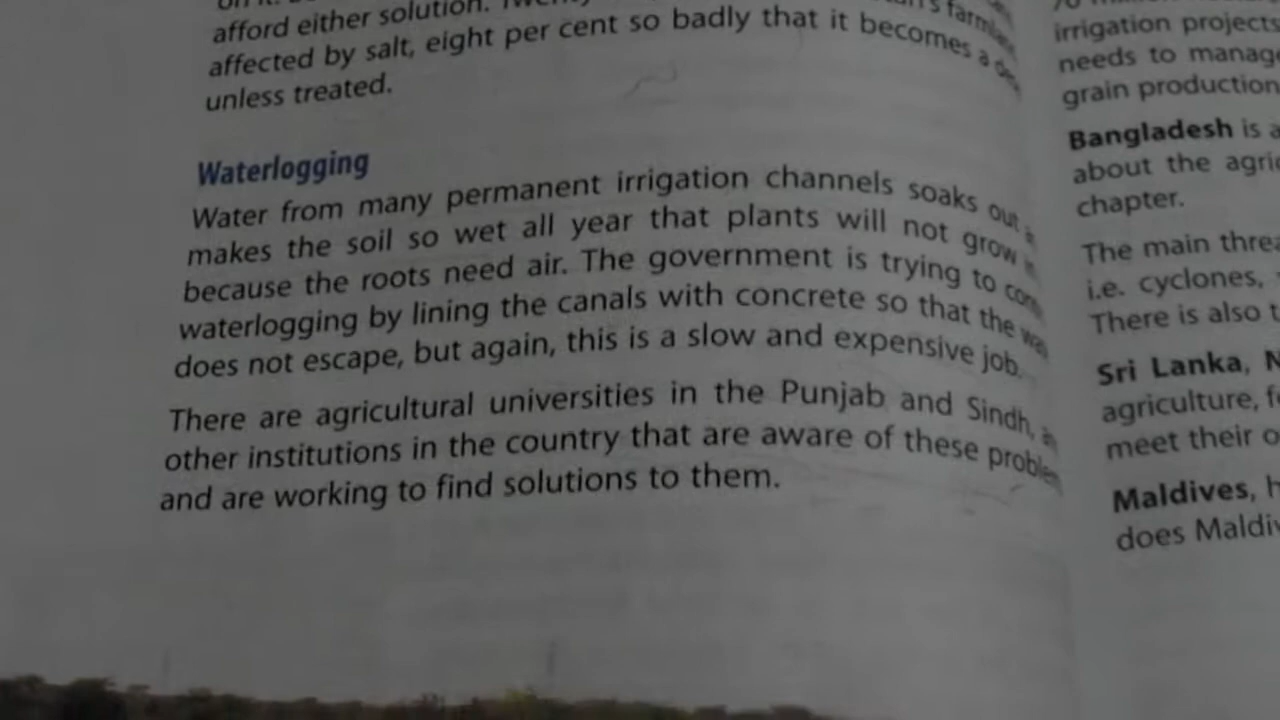 afford either solution.
affected by salt, eight per cent so badly that it becomes a
unless treated.
Waterlogging
Water from many permanent irrigation channels soaks out
makes the soil so wet all year that plants will not grow
because the roots need air. The government is trying to
waterlogging by lining the canals with concrete so that the
does not escape, but again, this is a slow and expensive job.
There are agricultural universities in the Punjab and Sindh,
other institutions in the country that are aware of these
and are working to find solutions to them.
irrigation projects
needs to
grain production
Bangladesh is
about the
chapter.
The main
i.e. cyclones,
There is also
Sri Lanka,
agriculture,
meet their
Maldives,
does